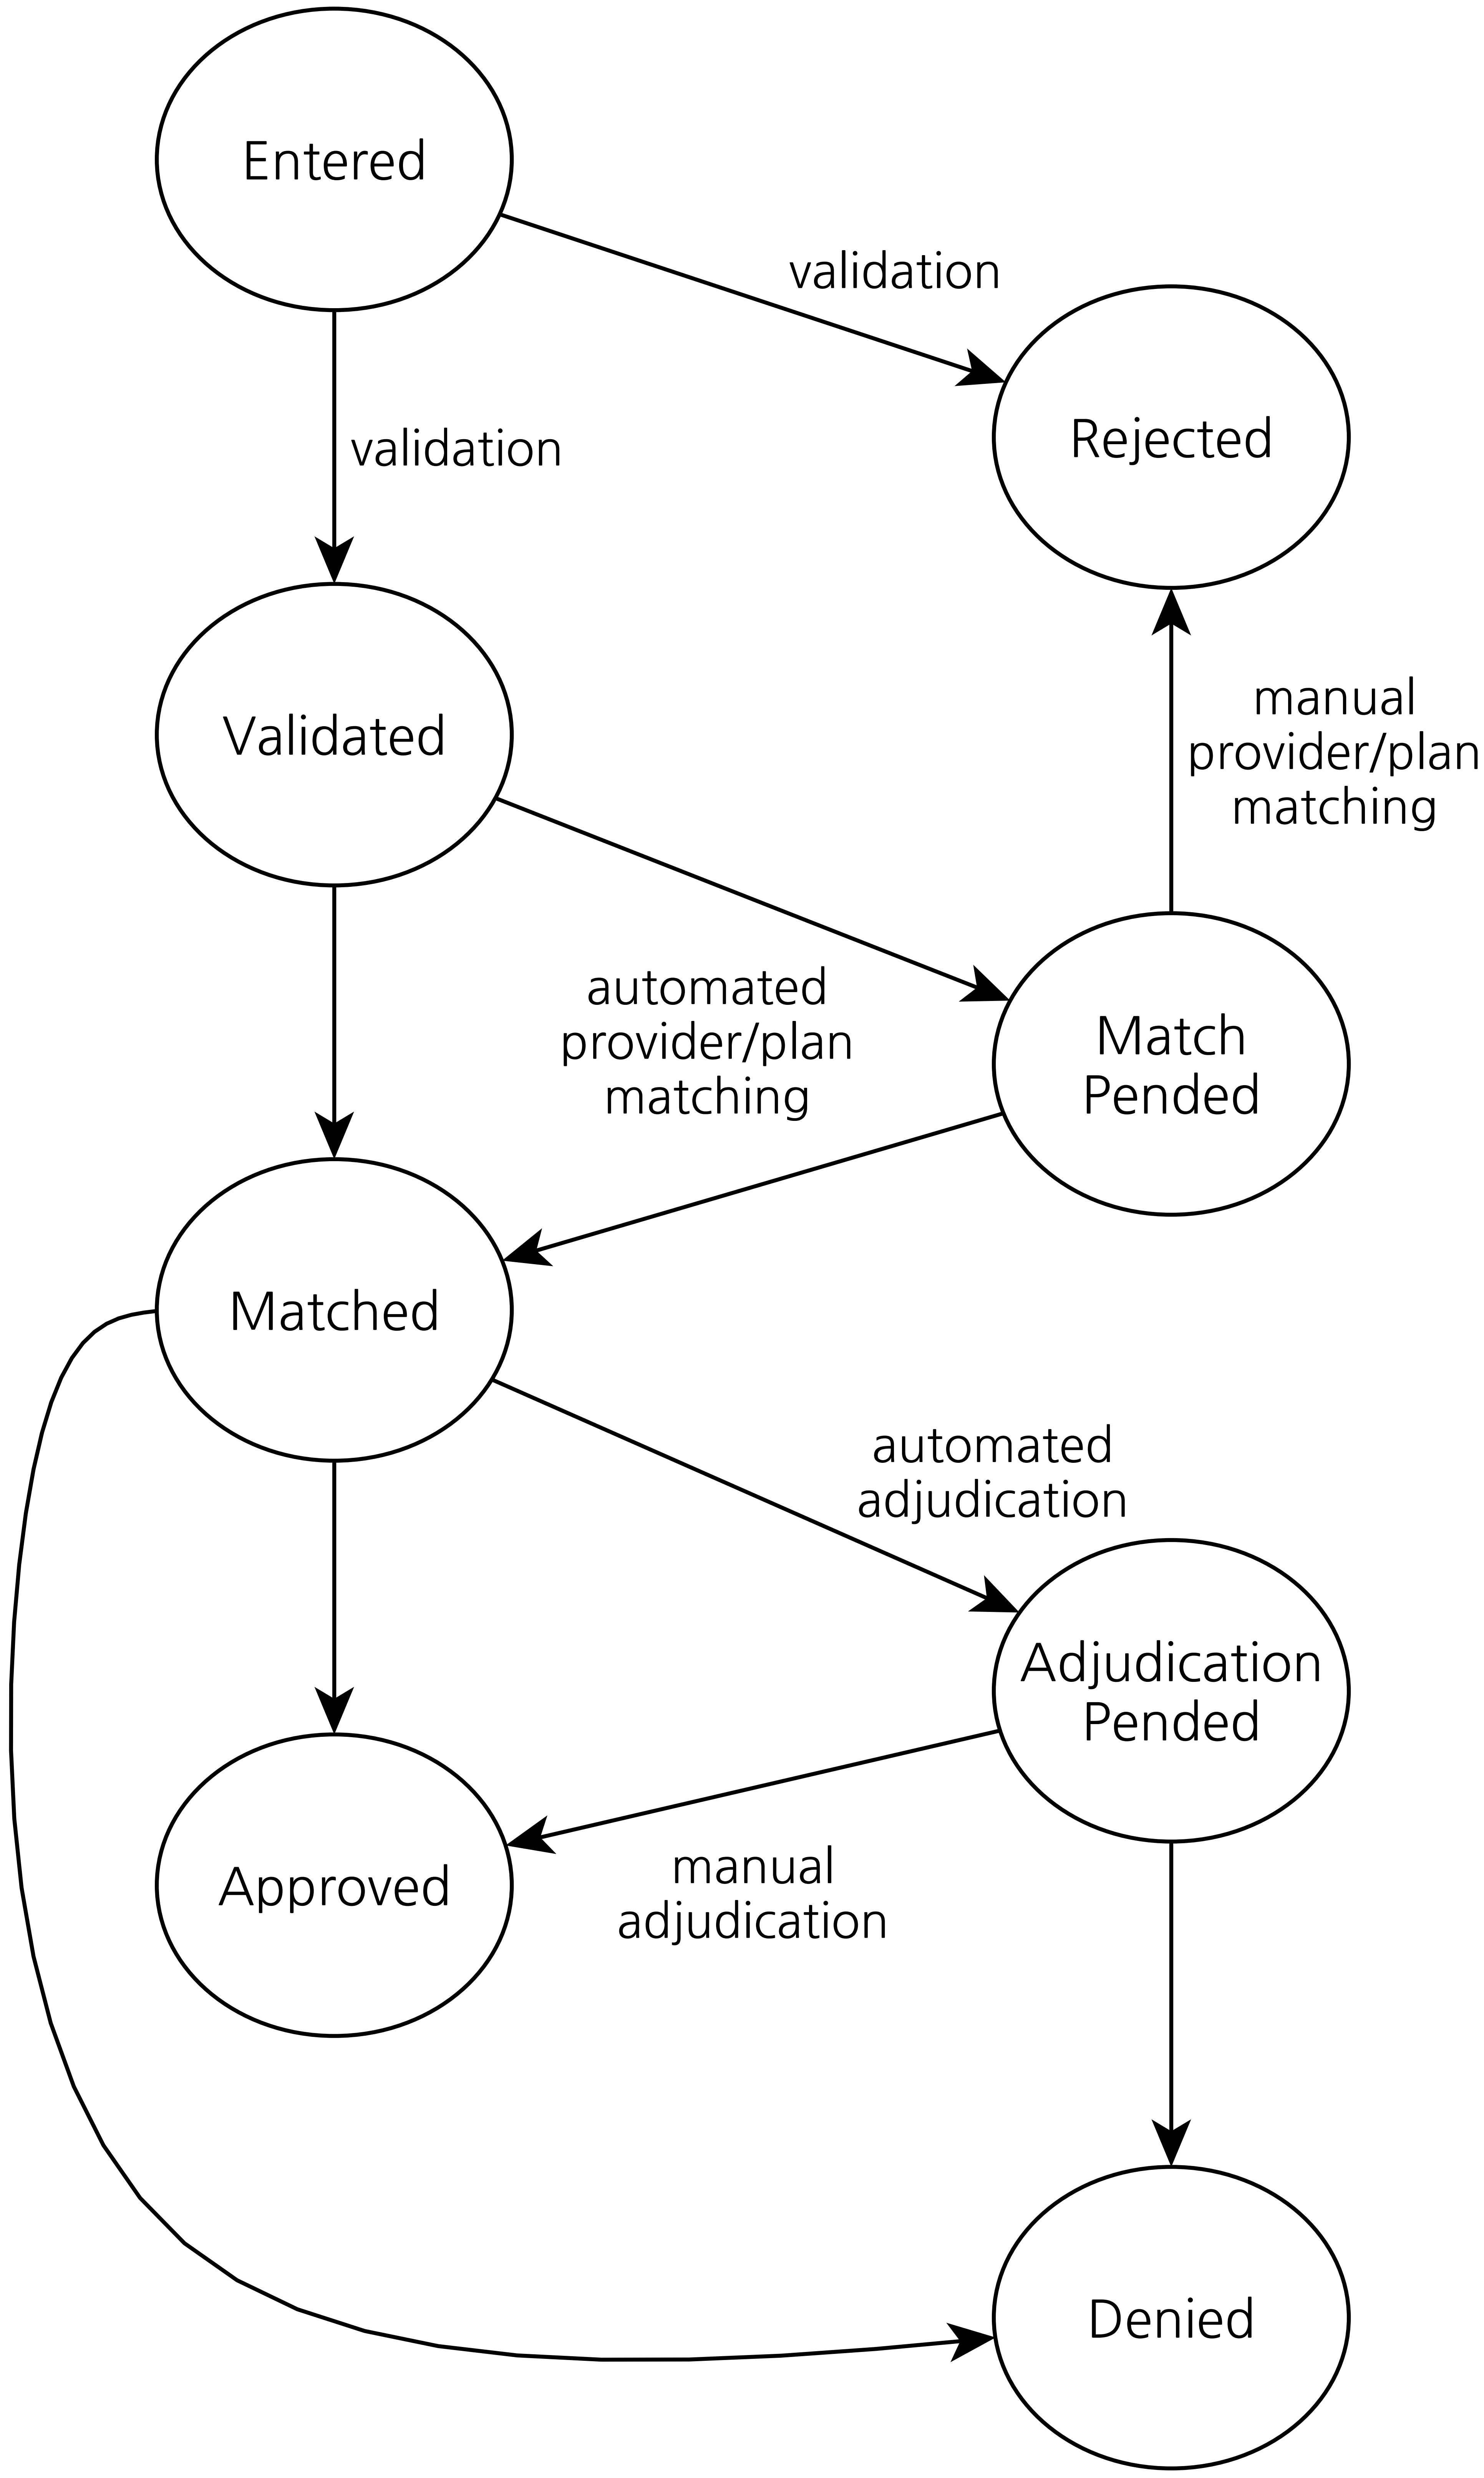 Entered
validation
Rejected
validation
manual
provider/plan
matching
Validated
automated
provider/plan
matching
Match
Pended
Matched
automated
adjudication
Adjudication
Pended
Approved
manual
adjudication
Denied